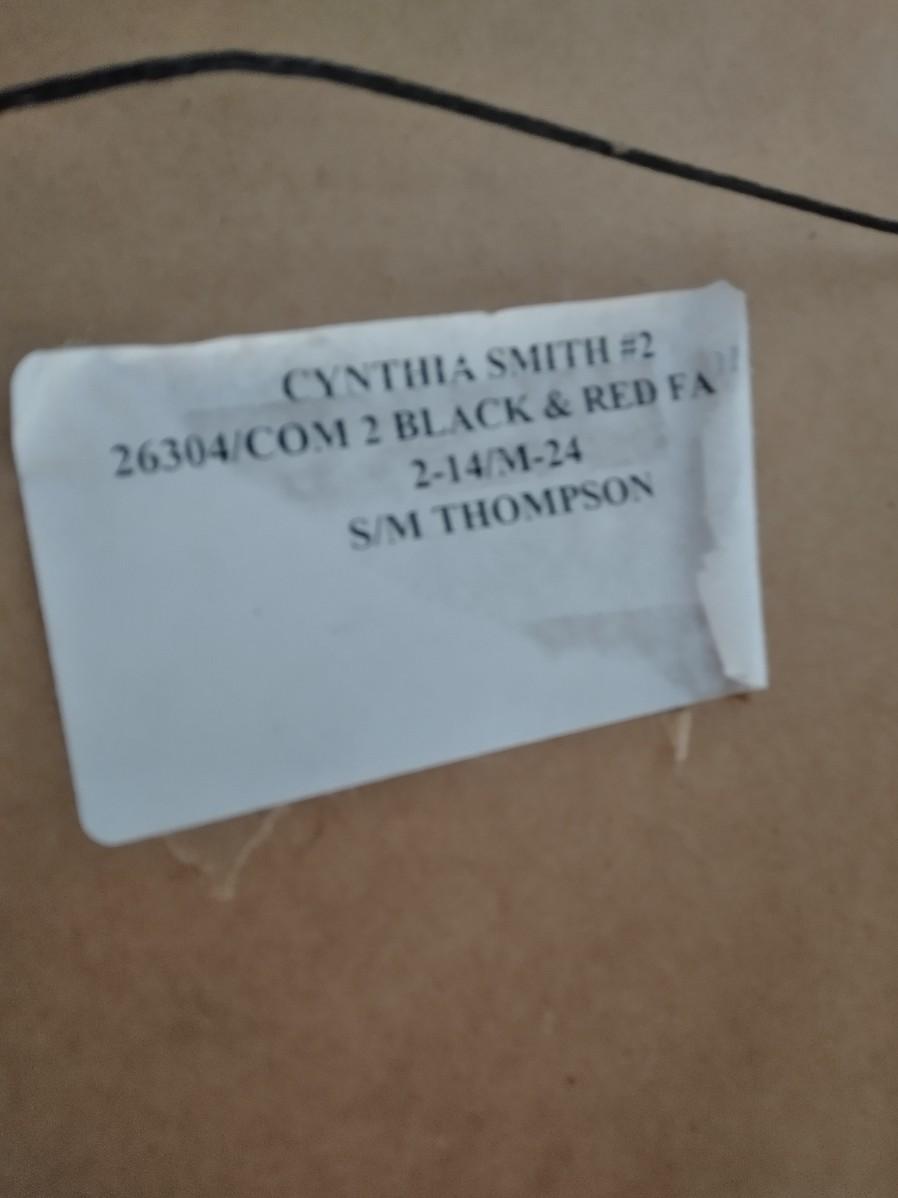 CYNTHIA SMITH #2
26304/COM 2 BLACK & RED FA
2-14/M-24
S/M THOMPSON